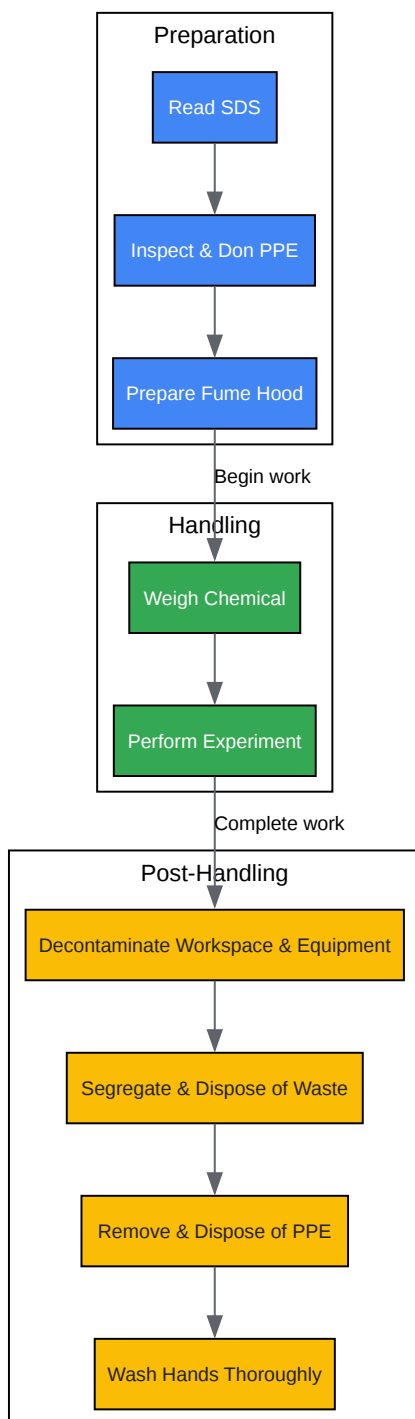 Preparation
Read SDS
Inspect & Don PPE
Prepare Fume Hood
Begin work
Handling
Weigh Chemical
Perform Experiment
Complete work
Post-Handling
Decontaminate Workspace & Equipment
Segregate & Dispose of Waste
Remove & Dispose of PPE
Wash Hands Thoroughly